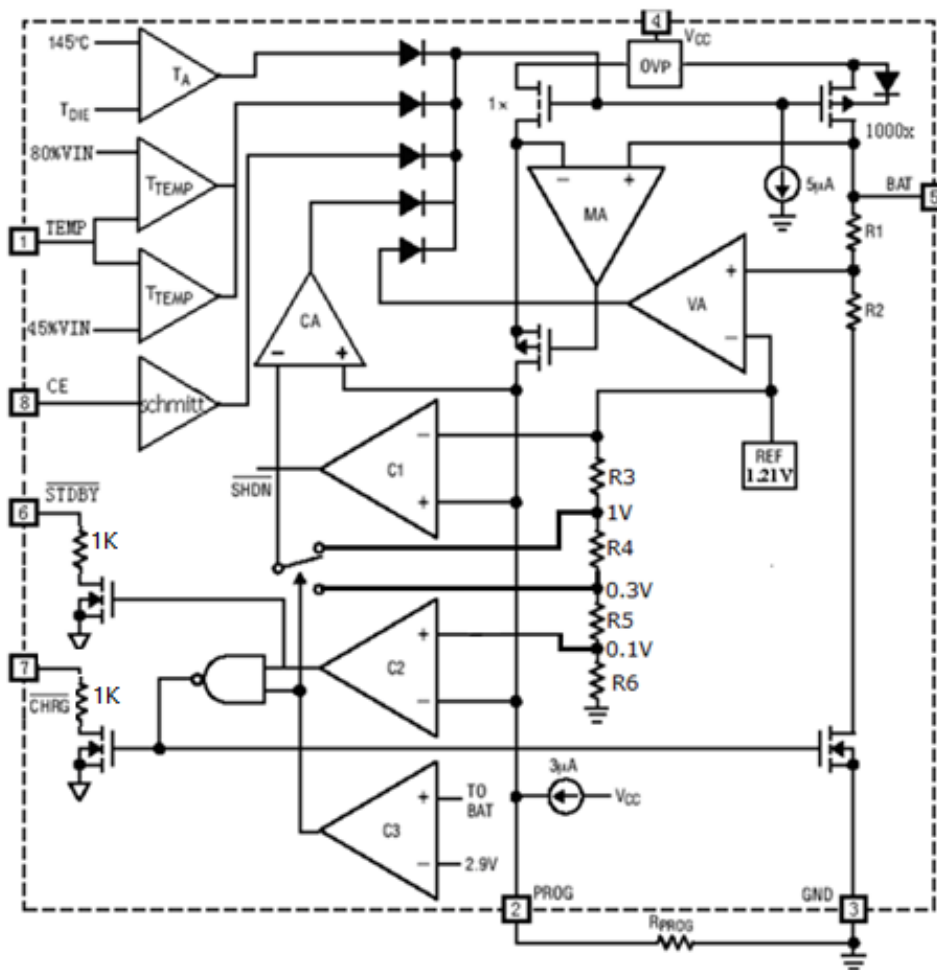 4
VCC
145°C
TA
OVP
TDIE
1×
1000x
80%VIN
TTEMP
− +
MA
5μA
BAT
5
1
TEMP
R1
TTEMP
+
VA
−
R2
CA
− +
45%VIN
8
CE
schmitt
REF
1.21V
−
C1
+
SHDN
R3
6
STDBY
1V
1K
R4
0.3V
R5
+
C2
−
0.1V
7
R6
1K
CHRG
3μA
VCC
+
C3
−
TO
BAT
2.9V
PROG
2
GND
3
RPROG